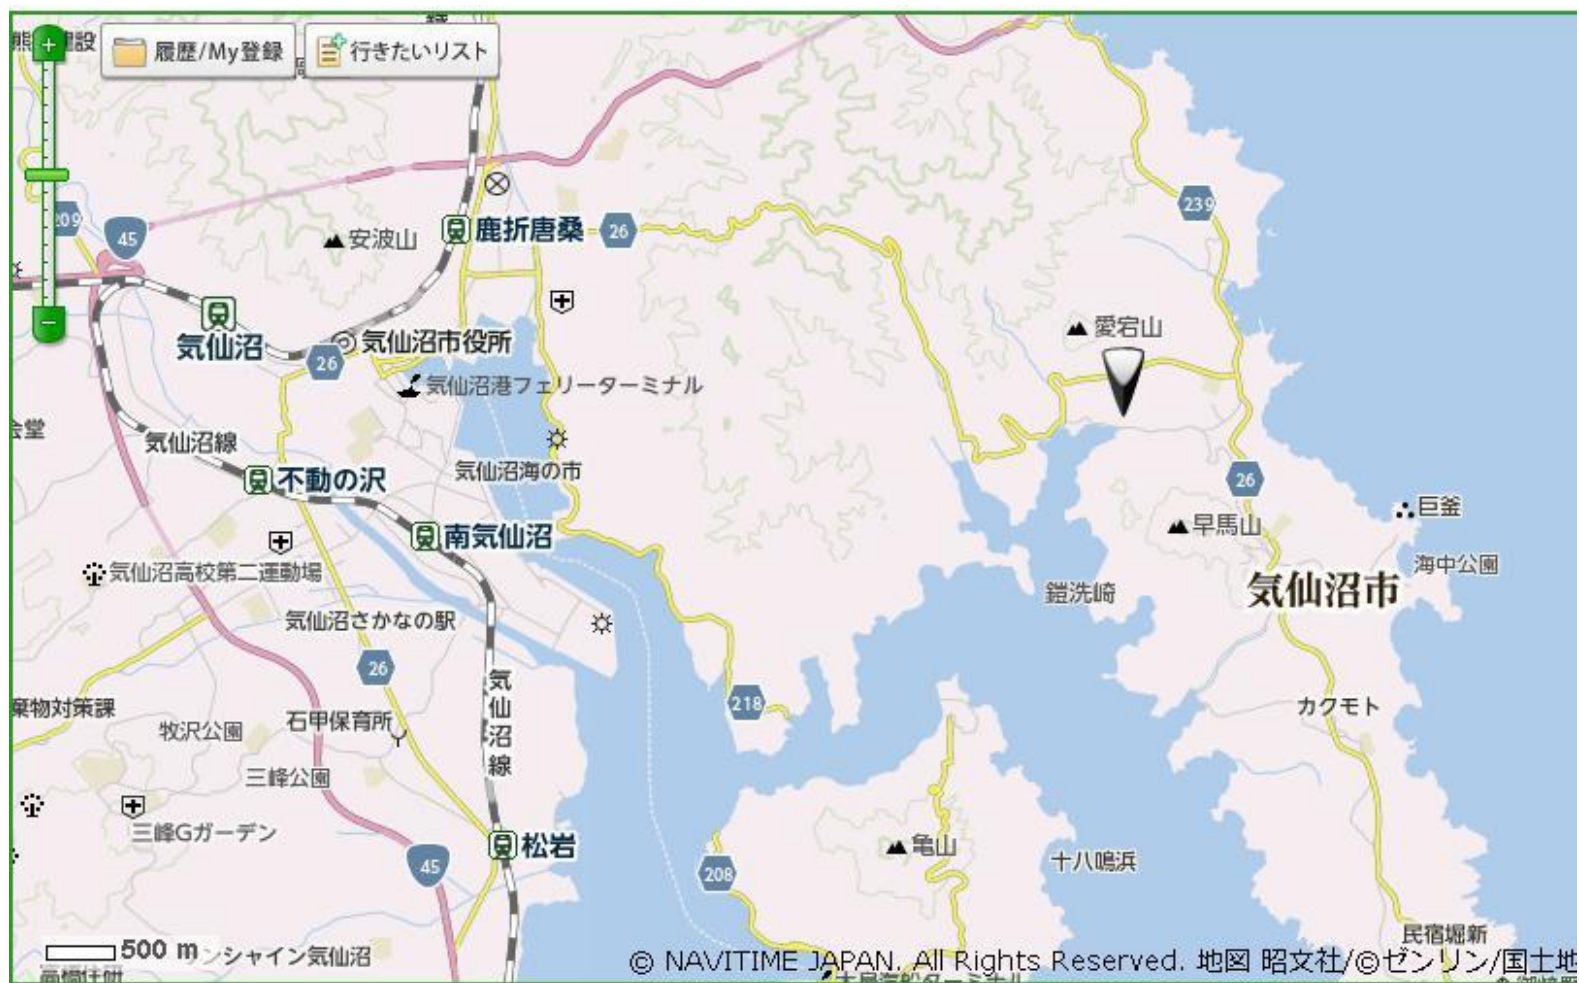 履歴/My登録
行きたいリスト
239
209
45
安波山
鹿折唐桑
26
愛宕山
気仙沼
気仙沼市役所
26
気仙沼港フェリーターミナル
会堂
気仙沼線
気仙沼海の市
不動の沢
26
巨釜
早馬山
南気仙沼
海中公園
気仙沼高校第二運動場
鎧洗崎
気仙沼市
気仙沼さかなの駅
26
気仙沼線
218
棄物対策課
牧沢公園
石甲保育所
カクモト
三峰公園
三峰Gガーデン
松岩
亀山
十八鳴浜
45
208
民宿堀新
500 m
ンシャイン気仙沼
© NAVITIME JAPAN. All Rights Reserved. 地図 昭文社/©ゼンリン/国土地